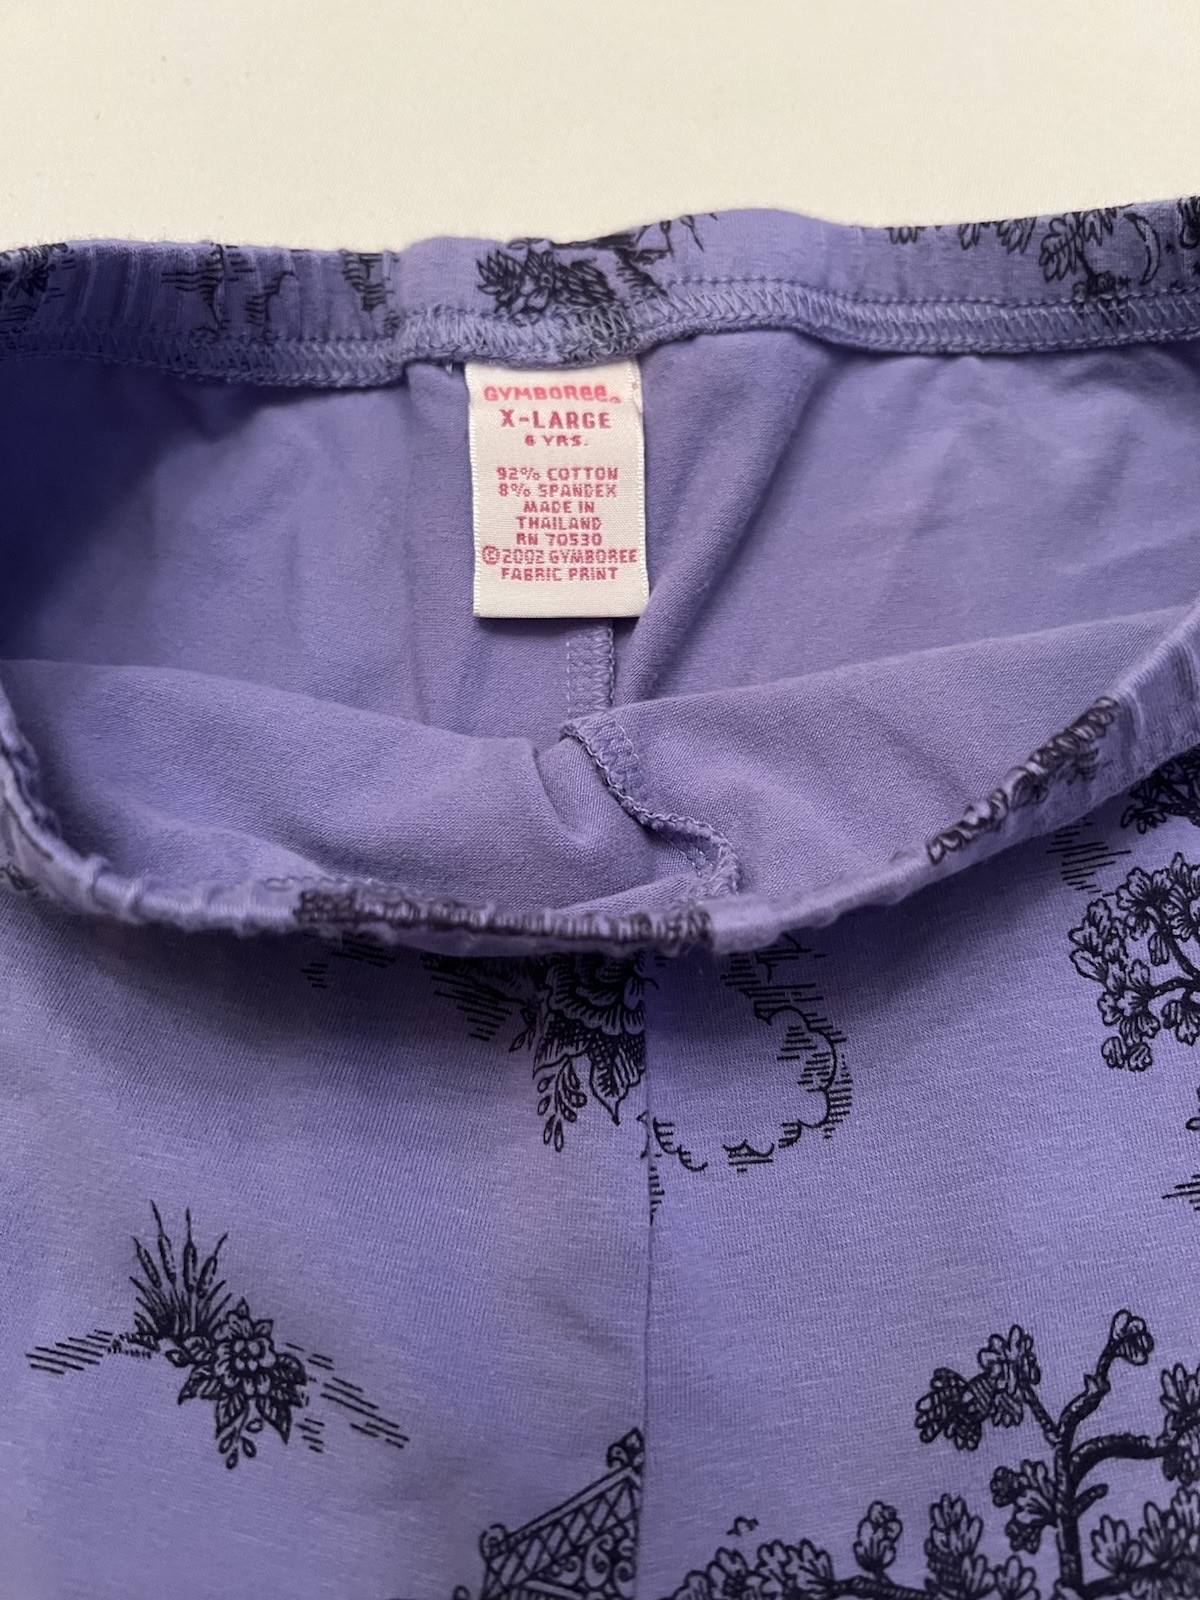 GYMBOREE®
X-LARGE
6 YRS.
92% COTTON
8% SPANDEX
MADE IN
THAILAND
RN 70530
©2002 GYMBOREE
FABRIC PRINT